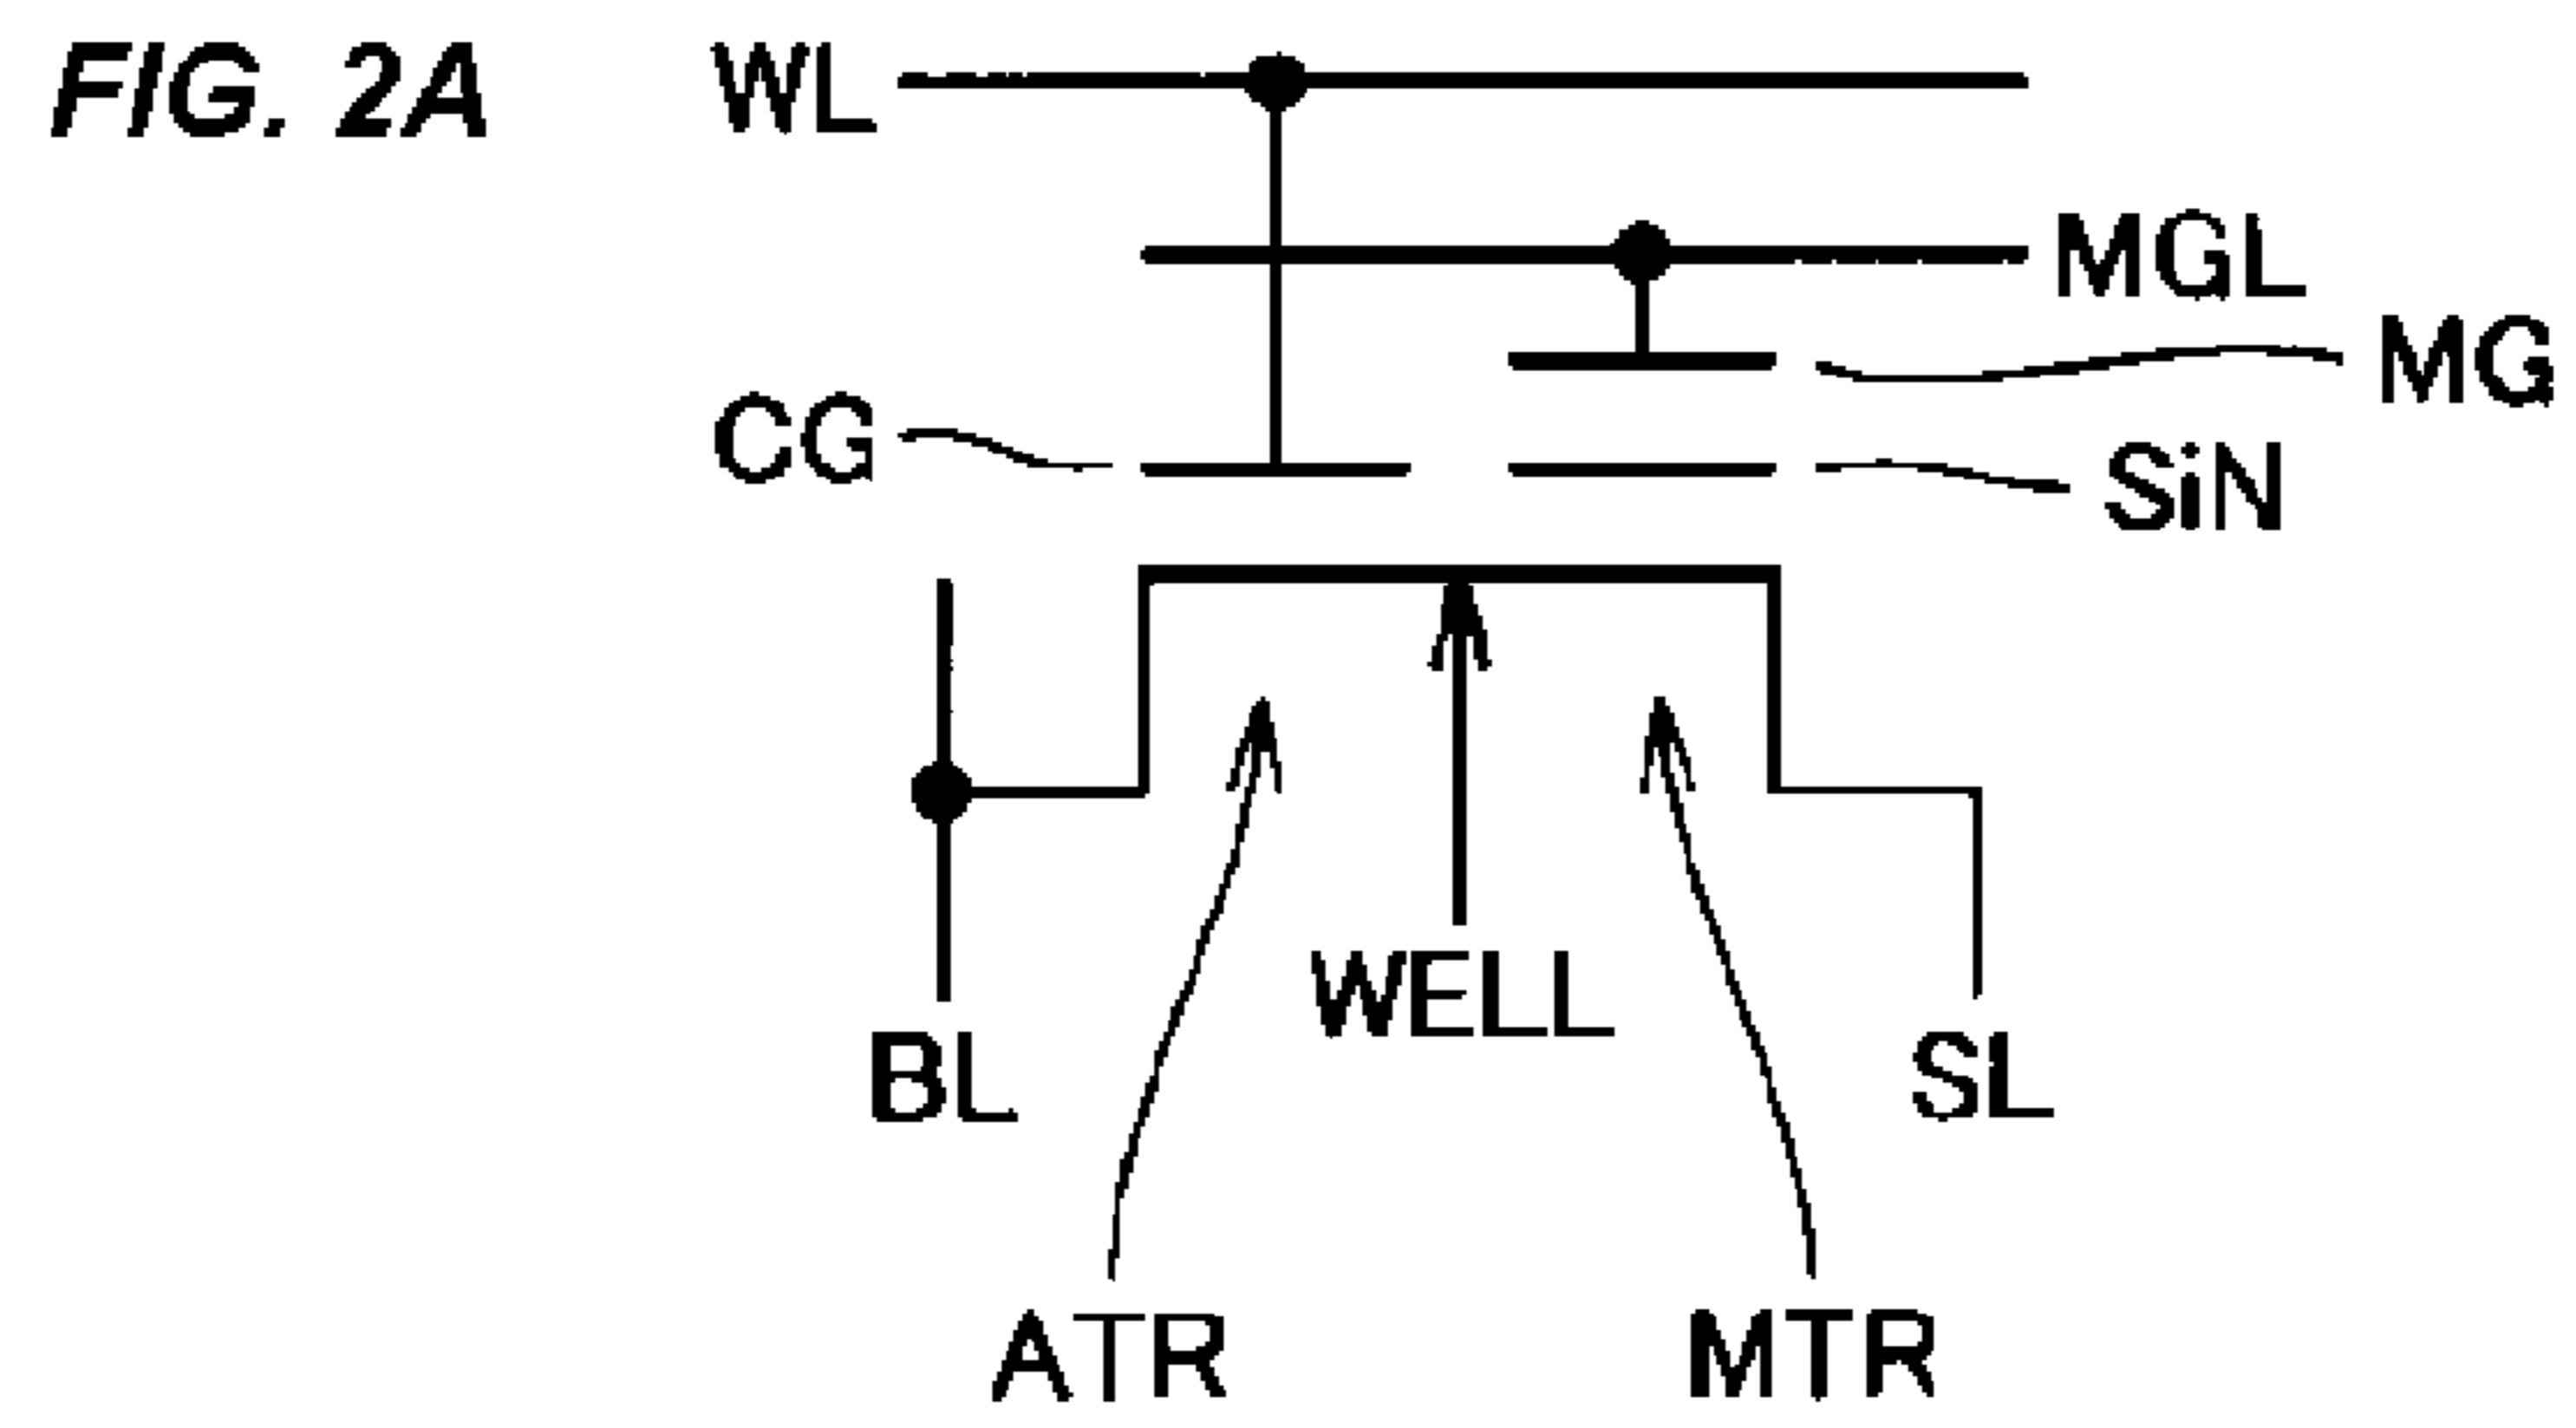 FIG. 2A
WL
MGL
MG
CG
SiN
WELL
BL
SL
ATR
MTR